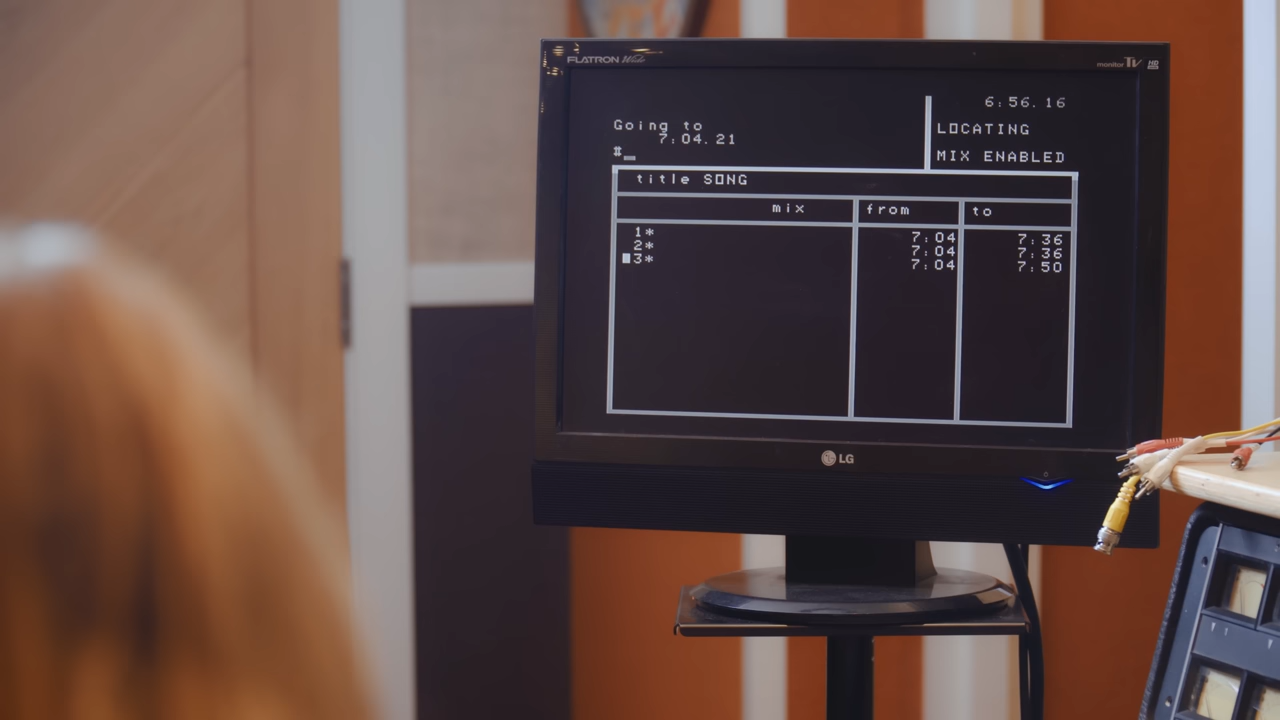 FLATRON Wide
monitor TV HD
6:56.16
Going to
7:04.21
LOCATING
#_
MIX ENABLED
title SONG
mix from to
1* 7:04 7:36
2* 7:04 7:36
3* 7:04 7:50
LG